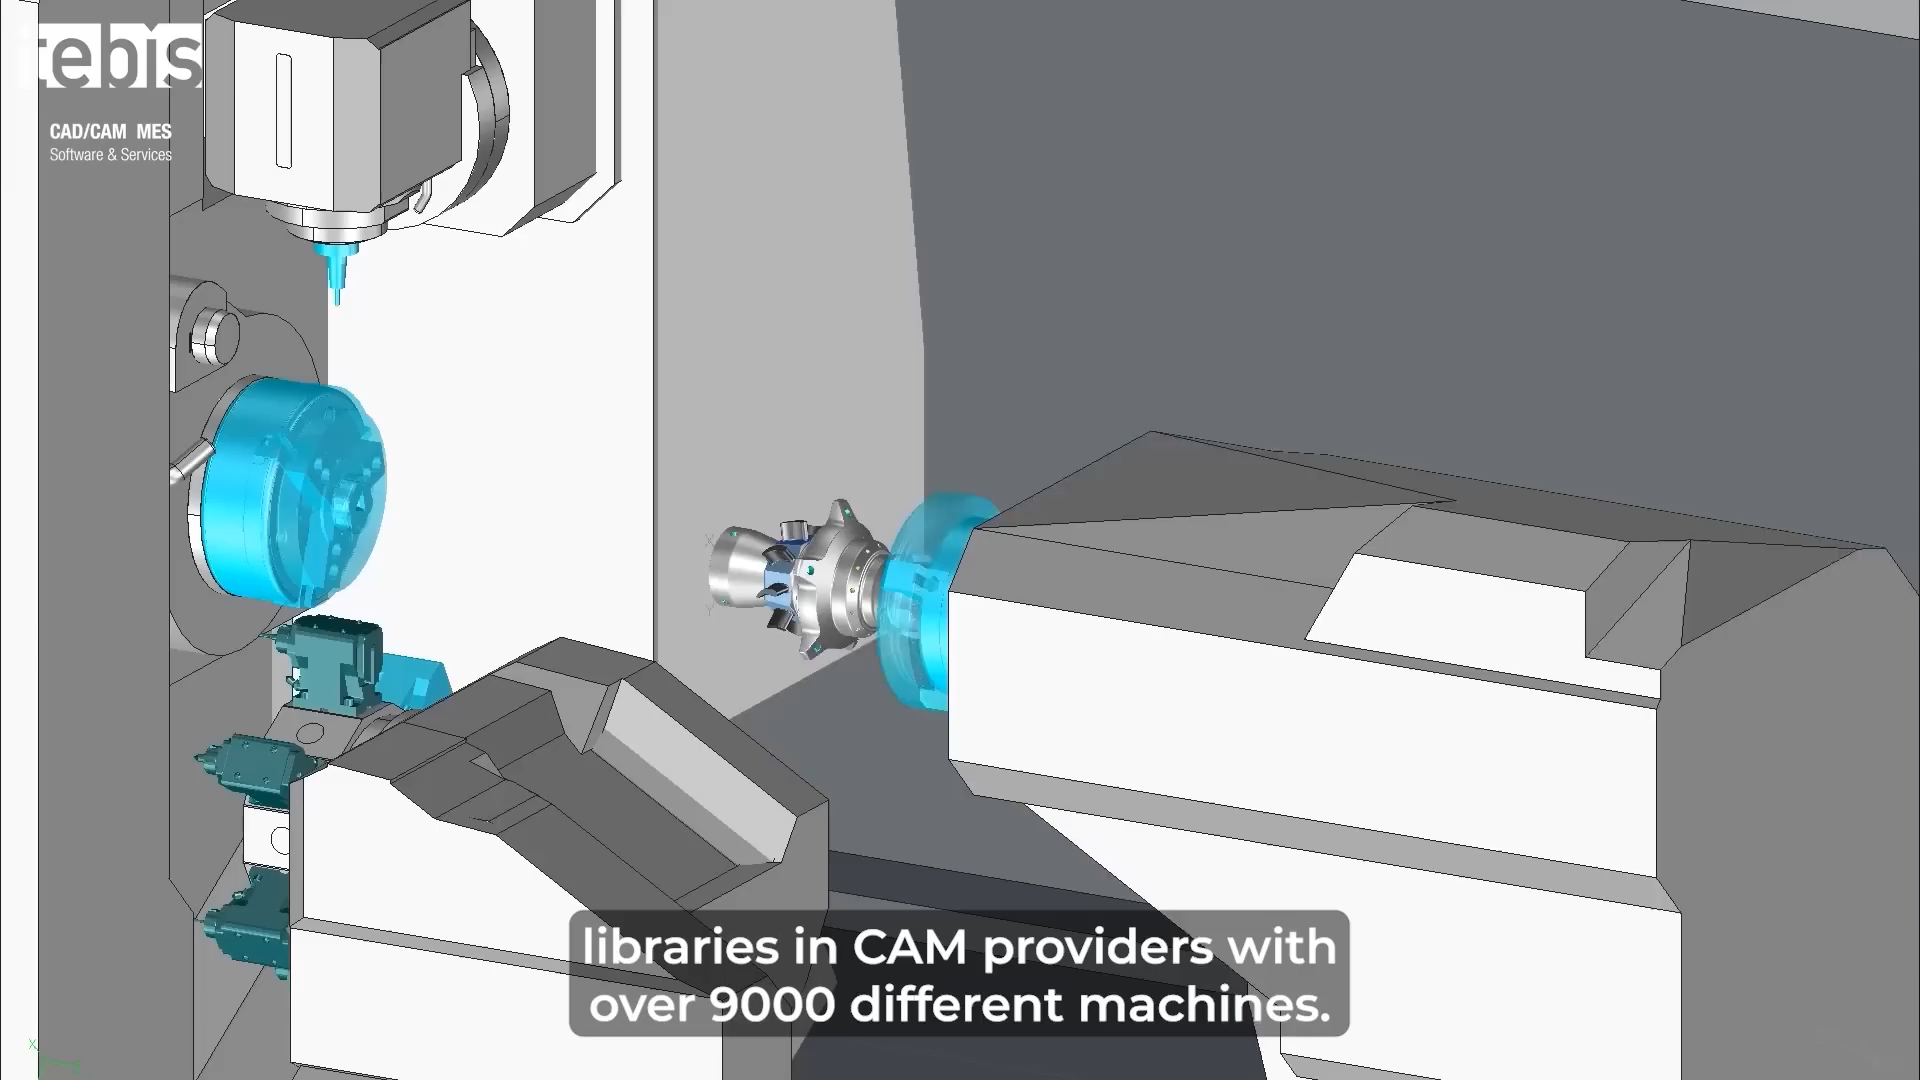 tebis
CAD/CAM MES
Software & Services
libraries in CAM providers with
over 9000 different machines.